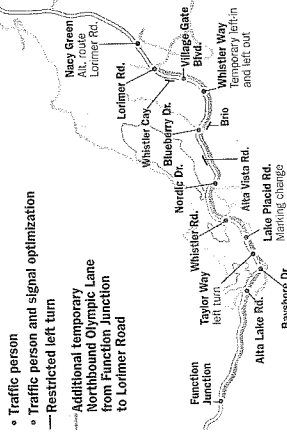 Nacy Green
Alt. route
Lorimer Rd.
Lorimer Rd.
Village Gate
Blvd.
Whistler Way
Temporary left-in
and left out
Whistler Cay
Blueberry Dr.
Brio
Nordic Dr.
Alta Vista Rd.
Whistler Rd.
Lake Placid Rd.
Marking change
Taylor Way
left turn
Alta Lake Rd.
Bayshore Dr.
Function
Junction
Traffic person
Traffic person and signal optimization
Restricted left turn
Additional temporary
Northbound Olympic Lane
from Function Junction
to Lorimer Road